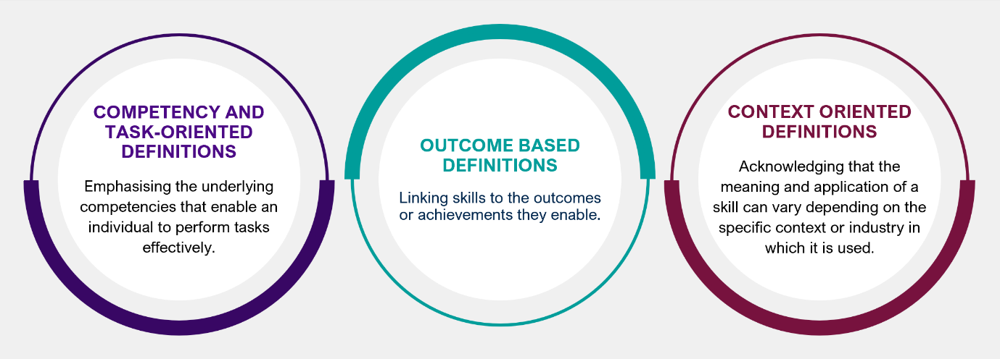 COMPETENCY AND
TASK-ORIENTED
DEFINITIONS
Emphasising the underlying
competencies that enable an
individual to perform tasks
effectively.
OUTCOME BASED
DEFINITIONS
Linking skills to the outcomes
or achievements they enable.
CONTEXT ORIENTED
DEFINITIONS
Acknowledging that the
meaning and application of a
skill can vary depending on the
specific context or industry in
which it is used.